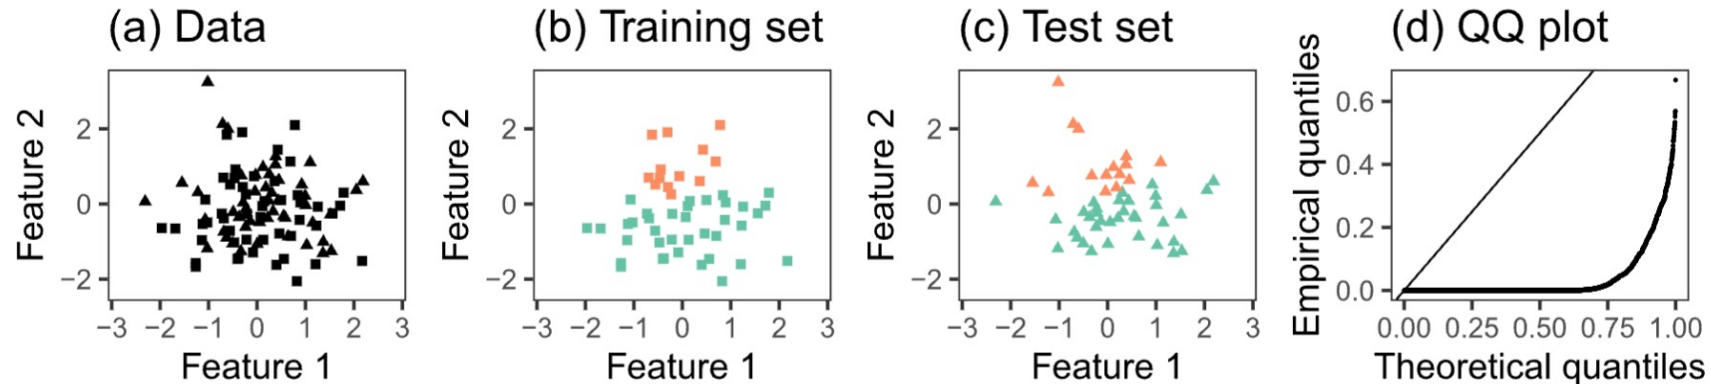 (a) Data
Feature 2
2
0
−2
−3 −2 −1 0 1 2 3
Feature 1
(b) Training set
Feature 2
2
0
−2
−3 −2 −1 0 1 2 3
Feature 1
(c) Test set
Feature 2
2
0
−2
−3 −2 −1 0 1 2 3
Feature 1
(d) QQ plot
Empirical quantiles
0.6
0.4
0.2
0.0
0.00 0.25 0.50 0.75 1.00
Theoretical quantiles